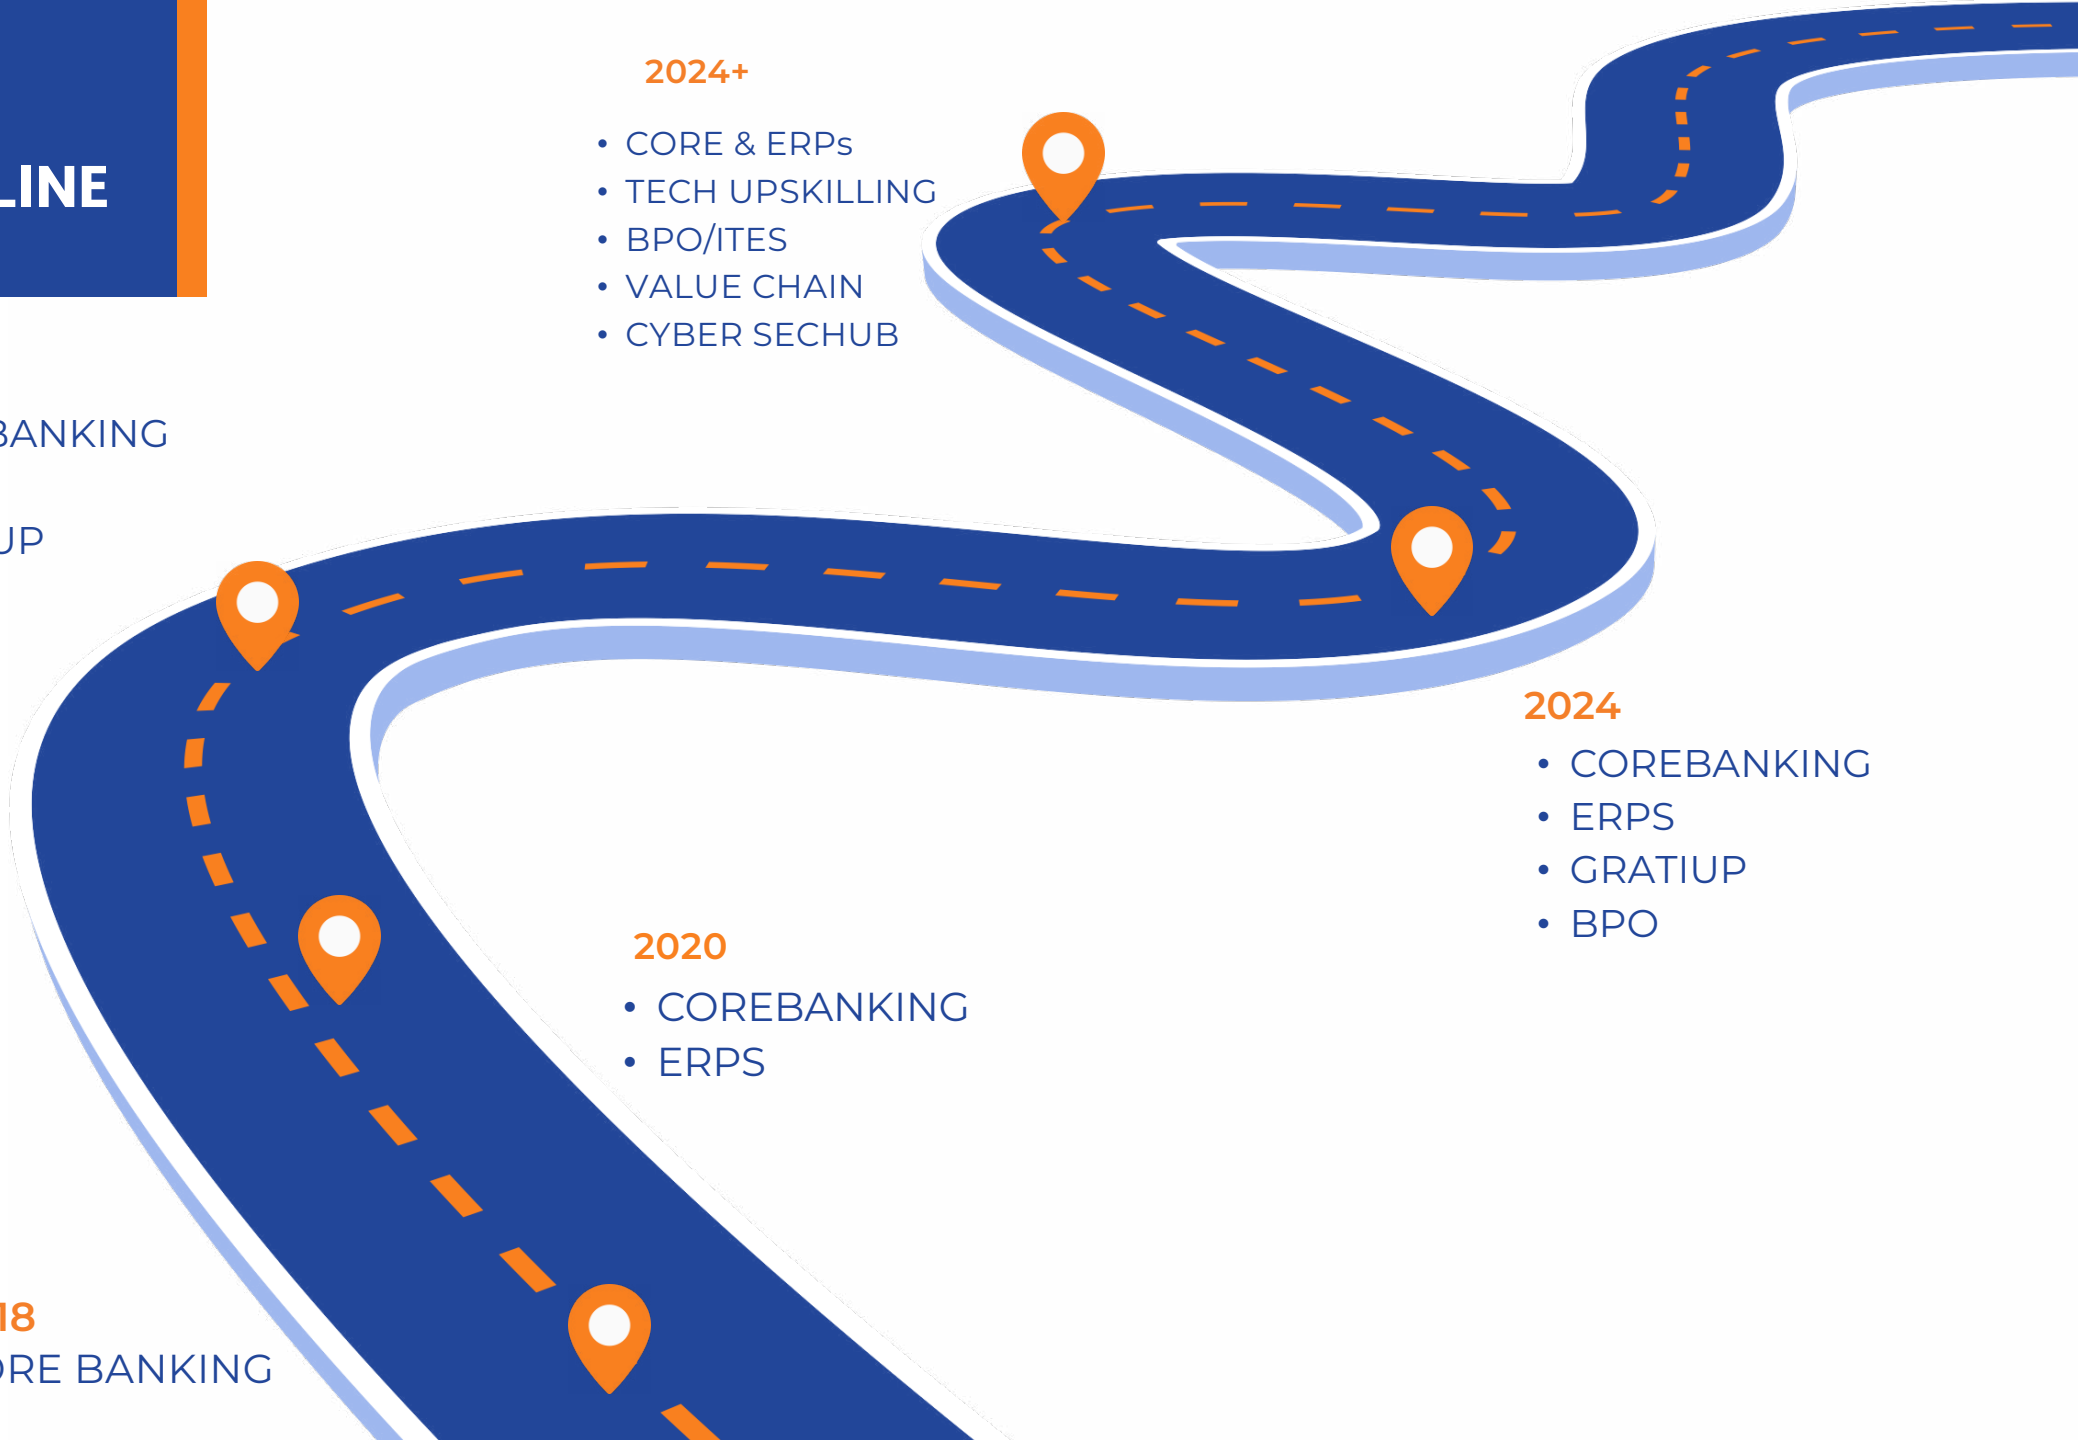 LINE
2024+
• CORE & ERPs
• TECH UPSKILLING
• BPO/ITES
• VALUE CHAIN
• CYBER SECHUB
BANKING
UP
2024
• COREBANKING
• ERPS
• GRATIUP
• BPO
2020
• COREBANKING
• ERPS
18
ORE BANKING